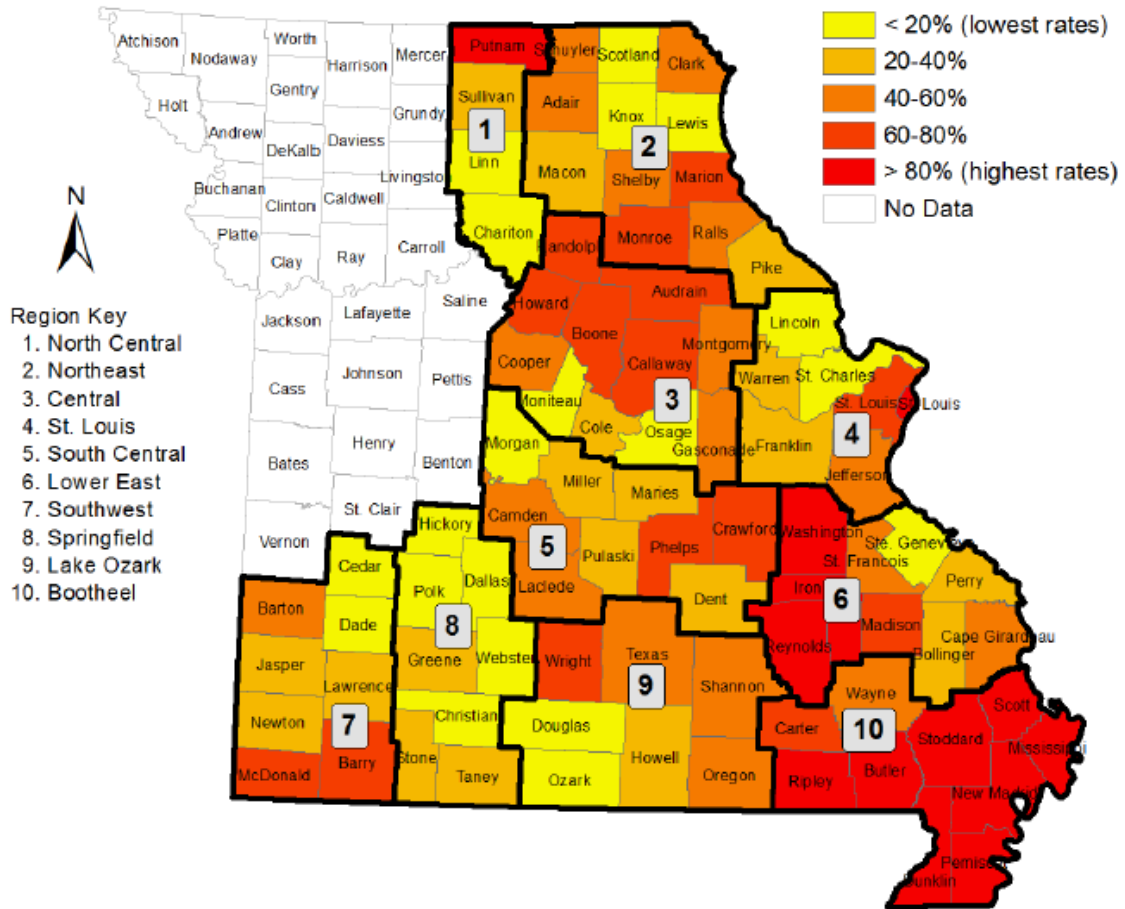 < 20% (lowest rates)
20-40%
40-60%
60-80%
> 80% (highest rates)
No Data
N
Region Key
1. North Central
2. Northeast
3. Central
4. St. Louis
5. South Central
6. Lower East
7. Southwest
8. Springfield
9. Lake Ozark
10. Bootheel
Atchison
Nodaway
Worth
Harrison
Mercer
Putnam
Schuyler
Scotland
Clark
Holt
Gentry
Grundy
Sullivan
Adair
Knox
Lewis
Andrew
DeKalb
Daviess
Livingsto
1
Linn
Macon
2
Shelby
Marion
Buchanan
Clinton
Caldwell
Chariton
Randolph
Monroe
Ralls
Pike
Platte
Clay
Ray
Carroll
Saline
Howard
Audrain
Jackson
Lafayette
Boone
Callaway
Montgomery
Lincoln
Cass
Johnson
Pettis
Cooper
Moniteau
3
Cole
Osage
Gasconade
Warren
St. Charles
St. Louis
St. Louis
4
Franklin
Jefferson
Bates
Henry
Benton
Morgan
Miller
Maries
Vernon
St. Clair
Hickory
Camden
5
Pulaski
Phelps
Crawford
Washington
Ste. Genevieve
St. Francois
Perry
Cedar
Polk
Dallas
Laclede
Dent
Iron
6
Madison
Barton
Dade
8
Reynolds
Bollinger
Cape Girardeau
Jasper
Lawrence
Greene
Webster
Wright
Texas
9
Shannon
Wayne
Scott
Newton
7
Christian
Douglas
Howell
Carter
10
Stoddard
Mississippi
McDonald
Barry
Stone
Taney
Ozark
Oregon
Ripley
Butler
New Madrid
Pemiscot
Dunklin